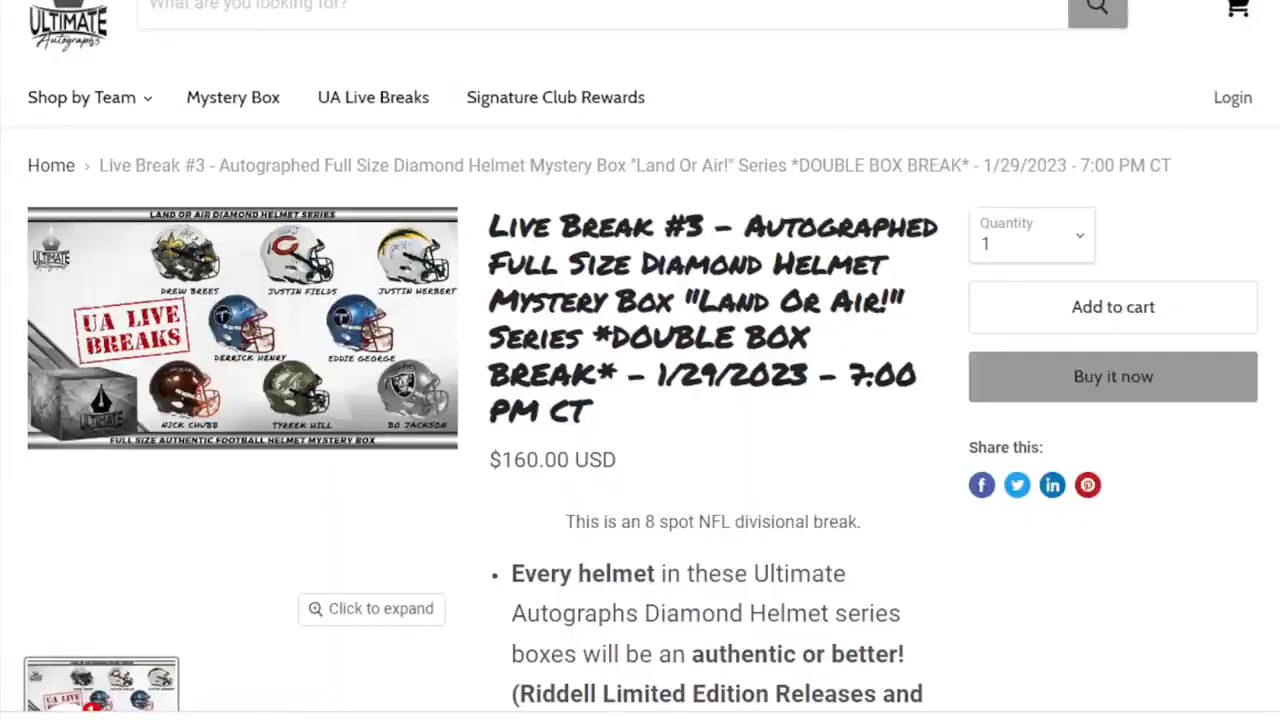 ULTIMATE
Autographs
What are you looking for?
Shop by Team
Mystery Box
UA Live Breaks
Signature Club Rewards
Login
Home › Live Break #3 - Autographed Full Size Diamond Helmet Mystery Box "Land Or Air!" Series *DOUBLE BOX BREAK* - 1/29/2023 - 7:00 PM CT
LAND OR AIR DIAMOND HELMET SERIES
ULTIMATE
DREW BREES
JUSTIN FIELDS
JUSTIN HERBERT
UA LIVE
BREAKS
DERRICK HENRY
EDDIE GEORGE
ULTIMATE
NICK CHUBB
TYREEK HILL
BO JACKSON
FULL SIZE AUTHENTIC FOOTBALL HELMET MYSTERY BOX
Live Break #3 - Autographed
Full Size Diamond Helmet
Mystery Box "Land Or Air!"
Series *DOUBLE BOX
BREAK* - 1/29/2023 - 7:00
PM CT
$160.00 USD
This is an 8 spot NFL divisional break.
• Every helmet in these Ultimate
Autographs Diamond Helmet series
boxes will be an authentic or better!
(Riddell Limited Edition Releases and
Quantity
1
Add to cart
Buy it now
Share this:
Click to expand
UA LIVE